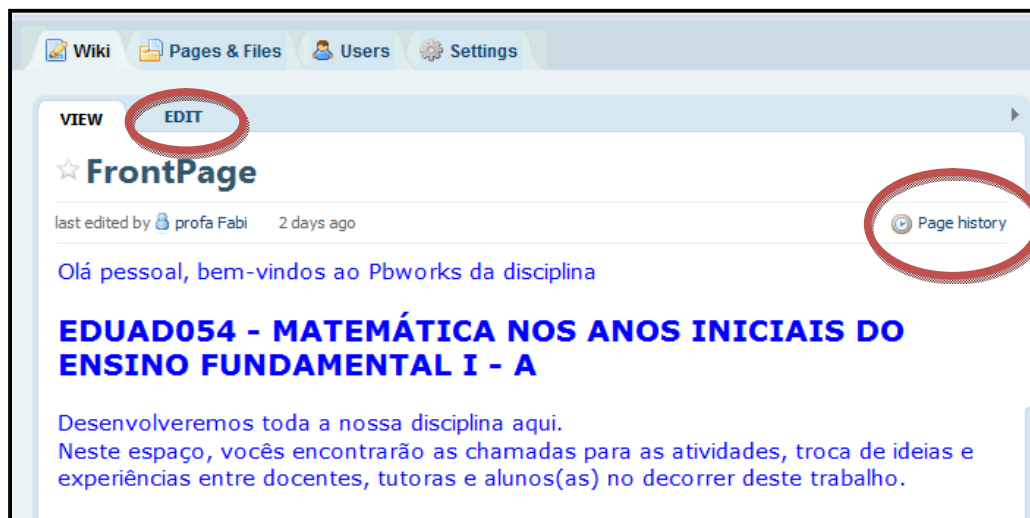 Wiki Pages & Files Users Settings
VIEW EDIT
FrontPage
last edited by profa Fabi 2 days ago Page history
Olá pessoal, bem-vindos ao Pbworks da disciplina
EDUAD054 - MATEMÁTICA NOS ANOS INICIAIS DO
ENSINO FUNDAMENTAL I - A
Desenvolveremos toda a nossa disciplina aqui.
Neste espaço, vocês encontrarão as chamadas para as atividades, troca de ideias e
experiências entre docentes, tutoras e alunos(as) no decorrer deste trabalho.